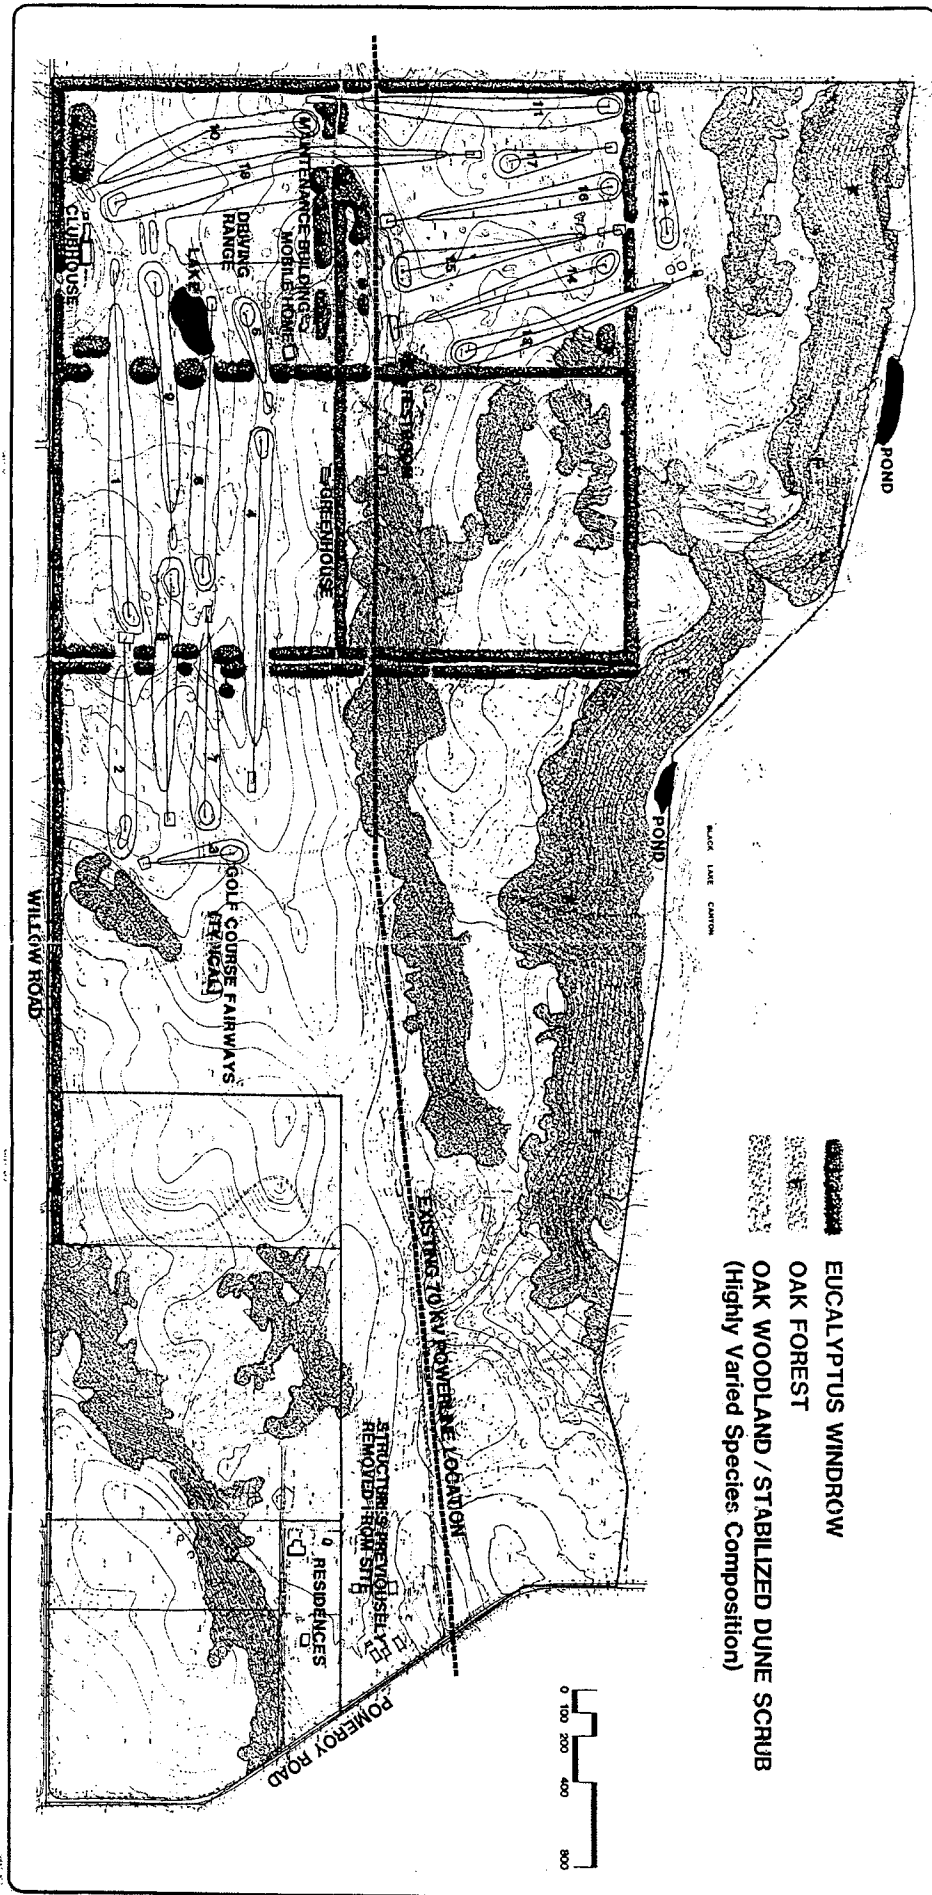 EUCALYPTUS WINDROW
OAK FOREST
OAK WOODLAND / STABILIZED DUNE SCRUB
(Highly Varied Species Composition)
POND
POND
BLACK LAKE CANYON
11
17
12
16
15
14
13
10
18
MAINTENANCE BUILDING
MOBILE HOME
DRIVING
RANGE
LAKE
CLUBHOUSE
5
9
1
6
4
GREENHOUSE
8
2
7
3
GOLF COURSE FAIRWAYS
(TYPICAL)
WILLOW ROAD
EXISTING 70 KV POWERLINE LOCATION
STRUCTURES PREVIOUSELY
REMOVED FROM SITE
RESIDENCES
POMEROY ROAD
0 100 200 400 800